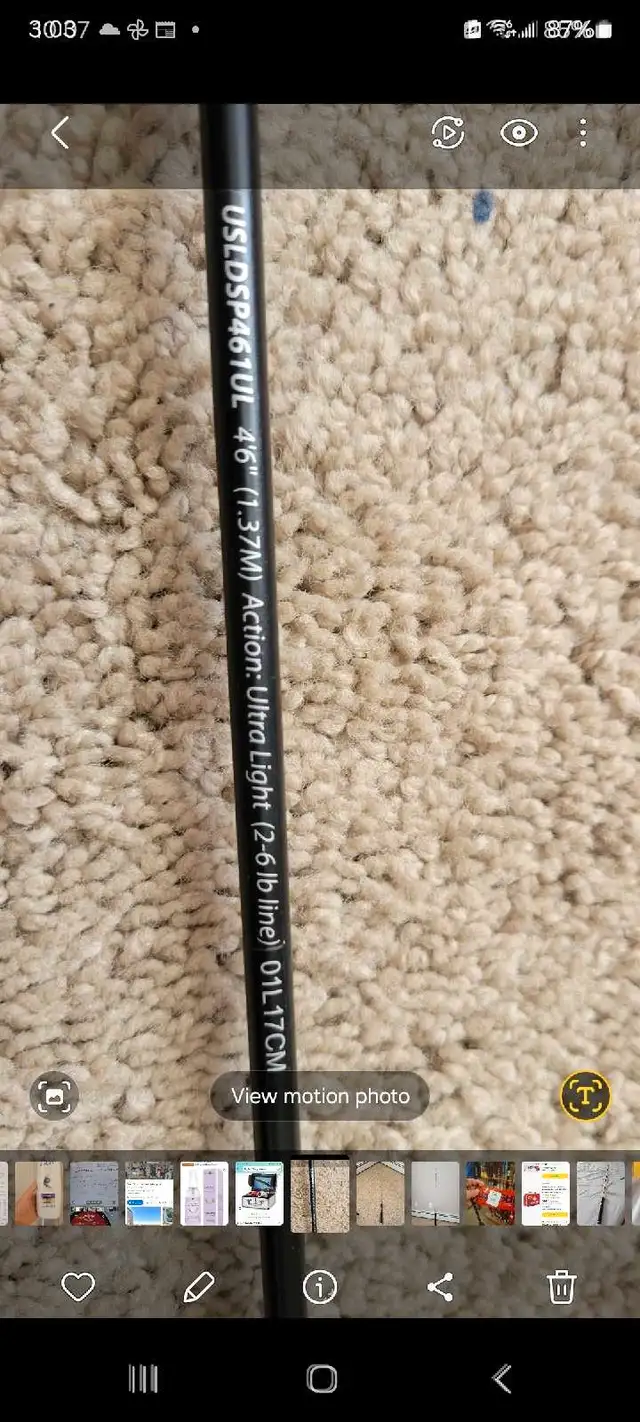 USLDSP461UL 4'6" (1.37M) Action: Ultra Light (2-6 lb line) 01L17CM
View motion photo
T